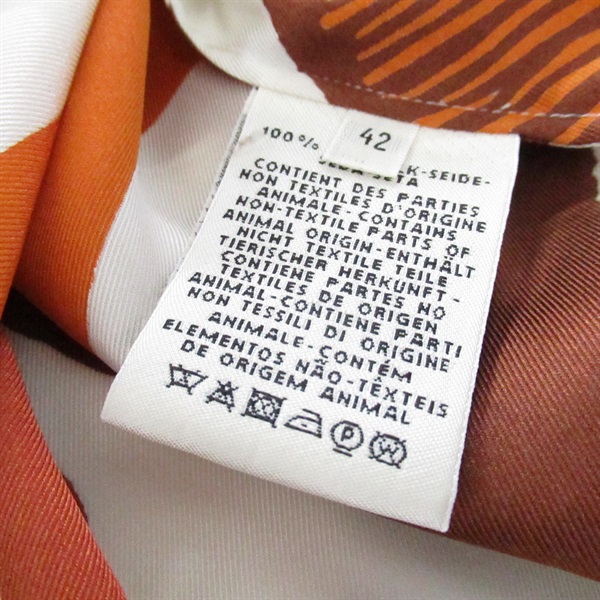 42
100%
K-SEIDE-
SEDA-SETA
CONTIENT DES PARTIES
NON TEXTILES D'ORIGINE
ANIMALE-CONTAINS
NON-TEXTILE PARTS OF
ANIMAL ORIGIN-ENTHÄLT
NICHT TEXTILE TEILE
TIERISCHER HERKUNFT-
CONTIENE PARTES NO
TEXTILES DE ORIGEN
ANIMAL-CONTIENE PARTI
NON TESSILI DI ORIGINE
ANIMALE-CONTÉM
ELEMENTOS NÃO-TÊXTEIS
DE ORIGEM ANIMAL
P W